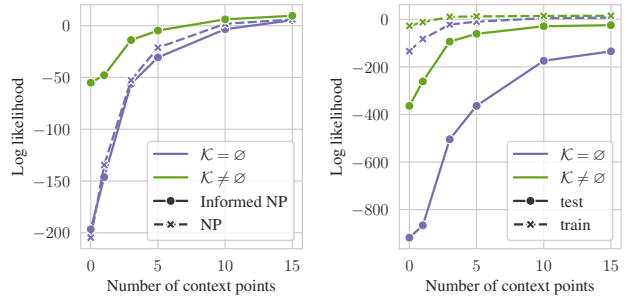 0
−50
−100
−150
−200
Log likelihood
0
5
10
15
Number of context points
𝒦 = ∅
𝒦 ≠ ∅
Informed NP
NP
0
−200
−400
−600
−800
Log likelihood
0
5
10
15
Number of context points
𝒦 = ∅
𝒦 ≠ ∅
test
train